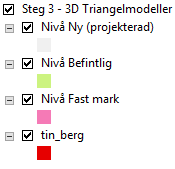 Steg 3 - 3D Triangelmodeller
Nivå Ny (projekterad)
Nivå Befintlig
Nivå Fast mark
tin_berg